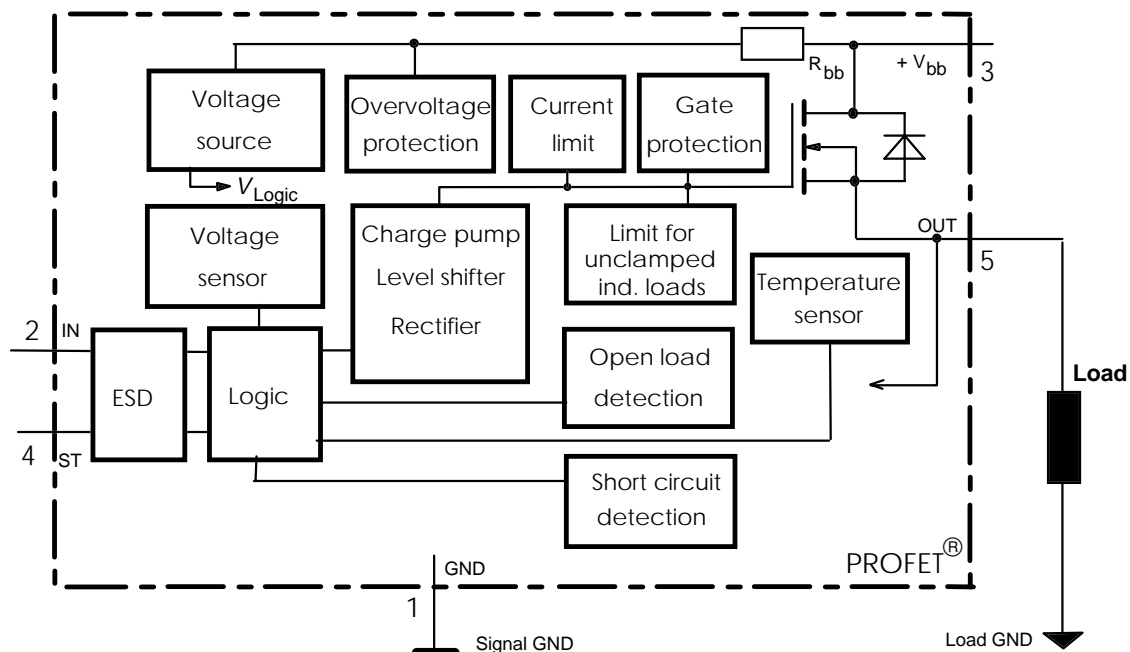 R bb
+ V bb
3
Voltage
source
Overvoltage
protection
Current
limit
Gate
protection
V Logic
OUT
5
Voltage
sensor
Charge pump
Level shifter
Rectifier
Limit for
unclamped
ind. loads
Temperature
sensor
2
IN
ESD
Logic
Open load
detection
Load
4
ST
Short circuit
detection
PROFET®
GND
1
Signal GND
Load GND